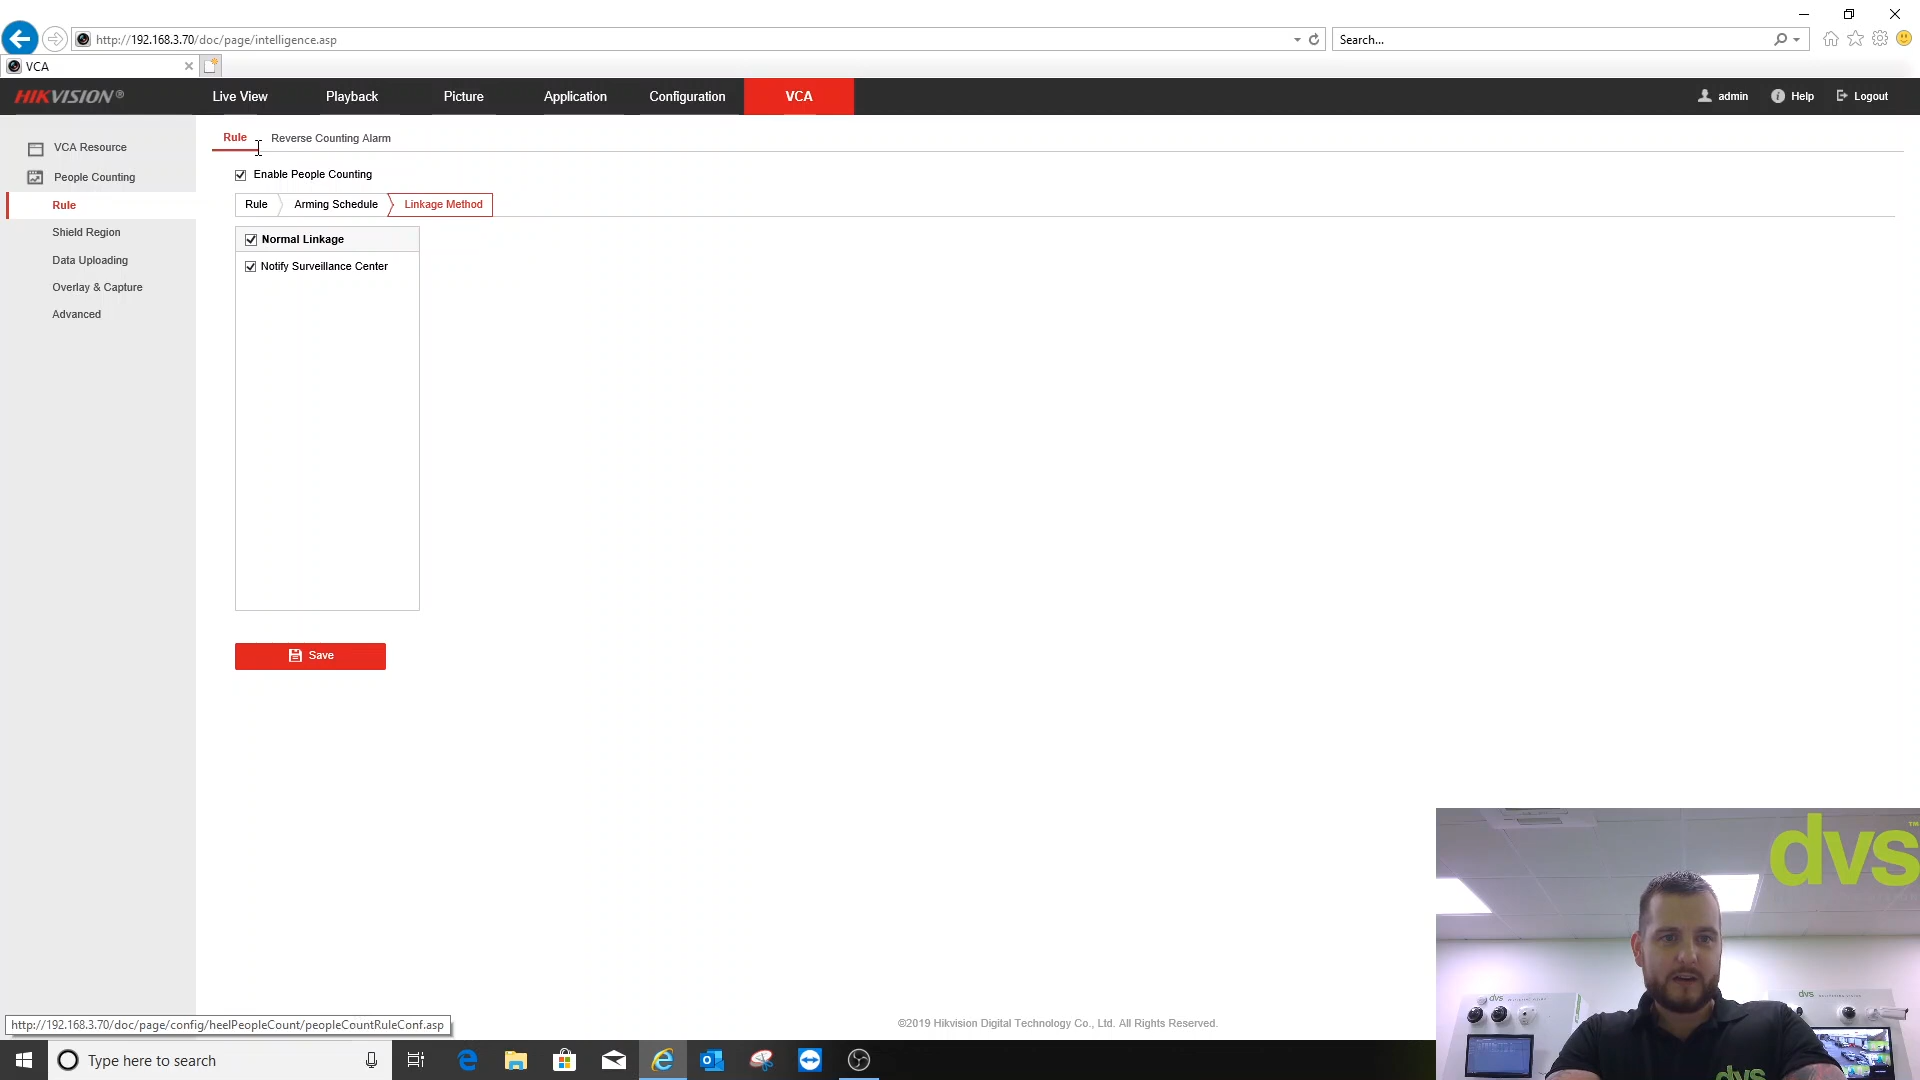 http://192.168.3.70/doc/page/intelligence.asp
Search...
VCA
HIKVISION®
Live View
Playback
Picture
Application
Configuration
VCA
admin
Help
Logout
VCA Resource
People Counting
Rule
Shield Region
Data Uploading
Overlay & Capture
Advanced
Rule
Reverse Counting Alarm
Enable People Counting
Rule
Arming Schedule
Linkage Method
Normal Linkage
Notify Surveillance Center
Save
dvs™
dvs
dvs
dvs
©2019 Hikvision Digital Technology Co., Ltd. All Rights Reserved.
http://192.168.3.70/doc/page/config/heelPeopleCount/peopleCountRuleConf.asp
Type here to search